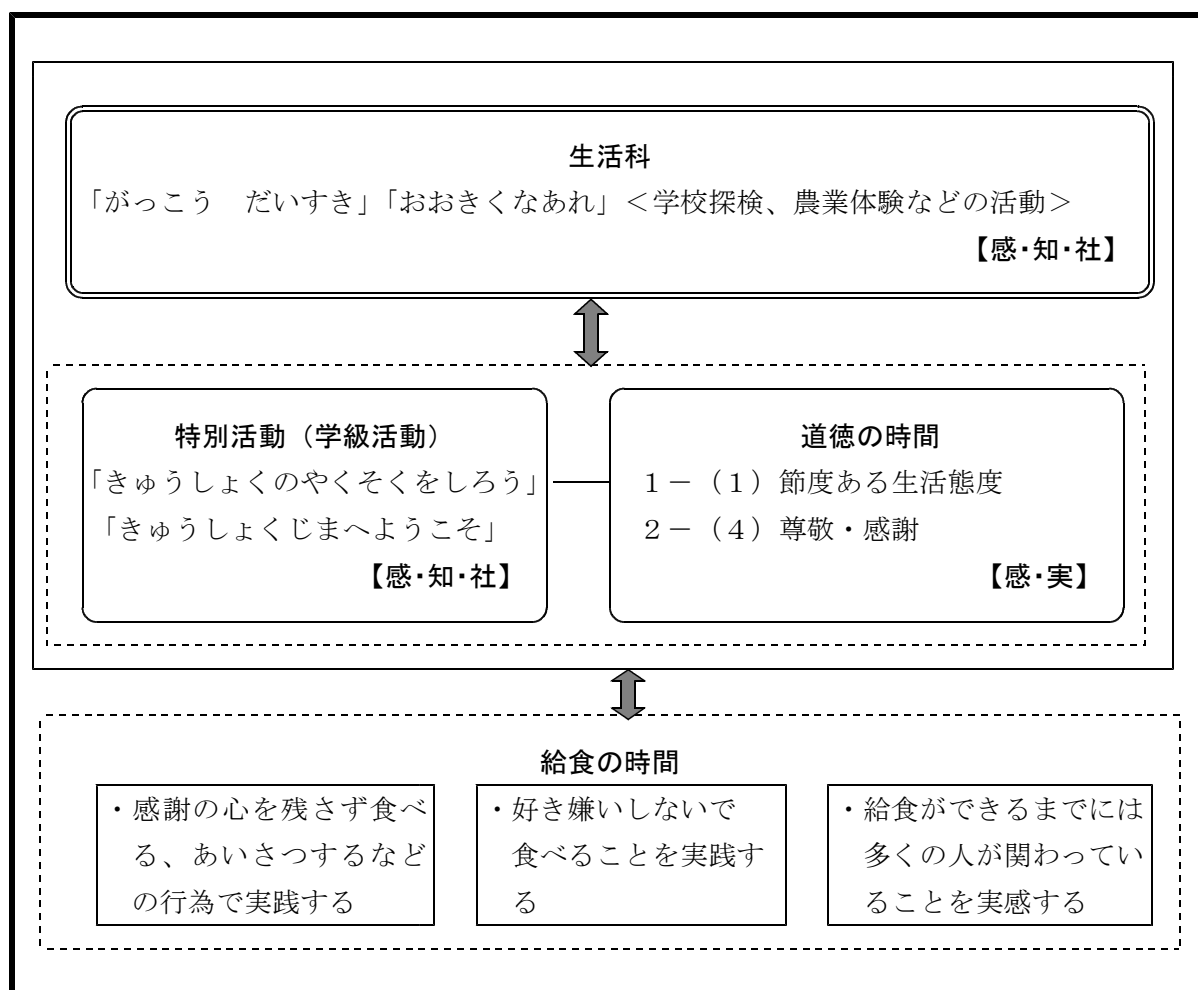 生活科
「がっこう　だいすき」「おおきくなあれ」＜学校探検、農業体験などの活動＞
【感・知・社】
特別活動（学級活動）
「きゅうしょくのやくそくをしろう」
「きゅうしょくじまへようこそ」
【感・知・社】
道徳の時間
１－（１）節度ある生活態度
２－（４）尊敬・感謝
【感・実】
給食の時間
・感謝の心を残さず食べ
る、あいさつするなど
の行為で実践する
・好き嫌いしないで
食べることを実践す
る
・給食ができるまでには
多くの人が関わってい
ることを実感する